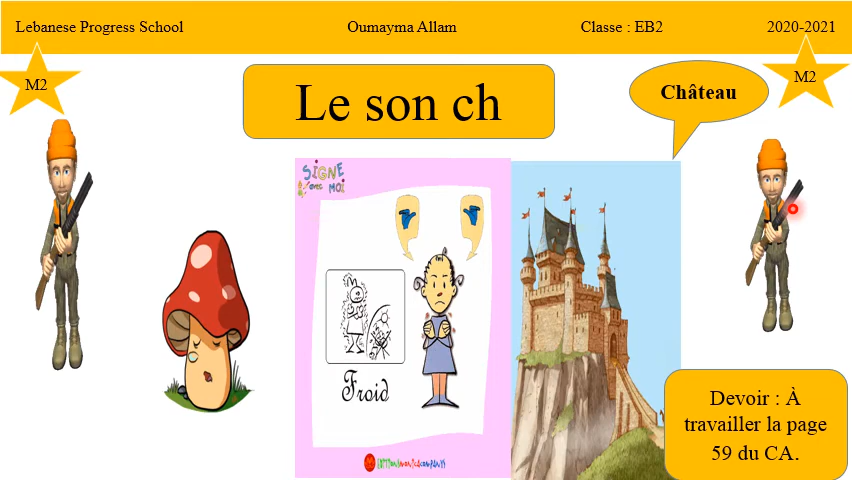 Lebanese Progress School
Oumayma Allam
Classe : EB2
2020-2021
M2
M2
Le son ch
Château
SIGNE
avec MOI
Froid
Devoir : À
travailler la page
59 du CA.